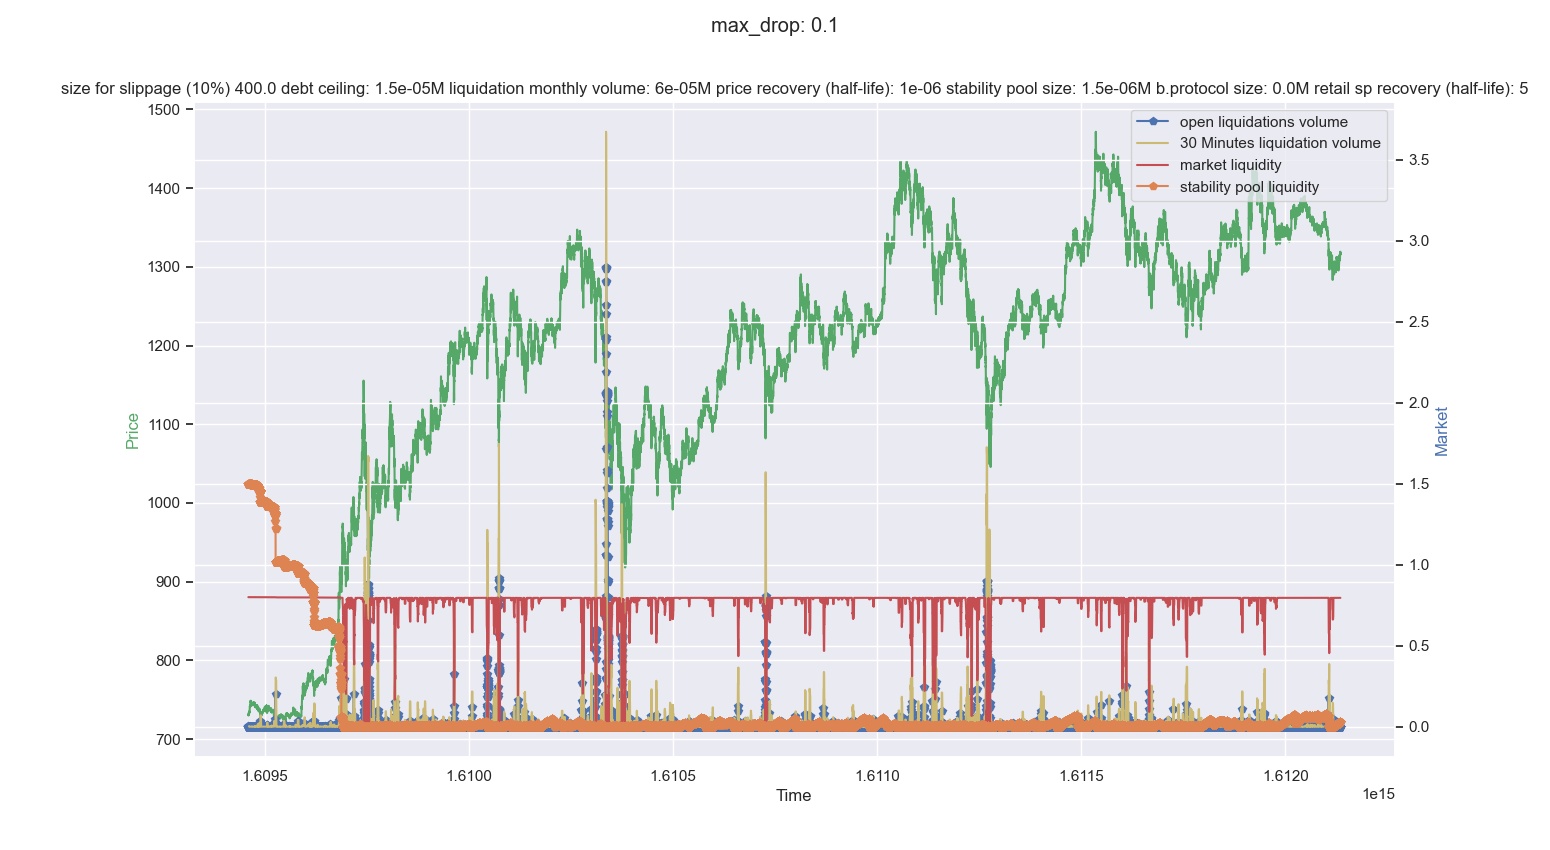 max_drop: 0.1
size for slippage (10%) 400.0 debt ceiling: 1.5e-05M liquidation monthly volume: 6e-05M price recovery (half-life): 1e-06 stability pool size: 1.5e-06M b.protocol size: 0.0M retail sp recovery (half-life): 5
1500
1400
1300
1200
1100
1000
900
800
700
Price
open liquidations volume
30 Minutes liquidation volume
market liquidity
stability pool liquidity
3.5
3.0
2.5
2.0
1.5
1.0
0.5
0.0
Market
1.6095 1.6100 1.6105 1.6110 1.6115 1.6120
Time
1e15